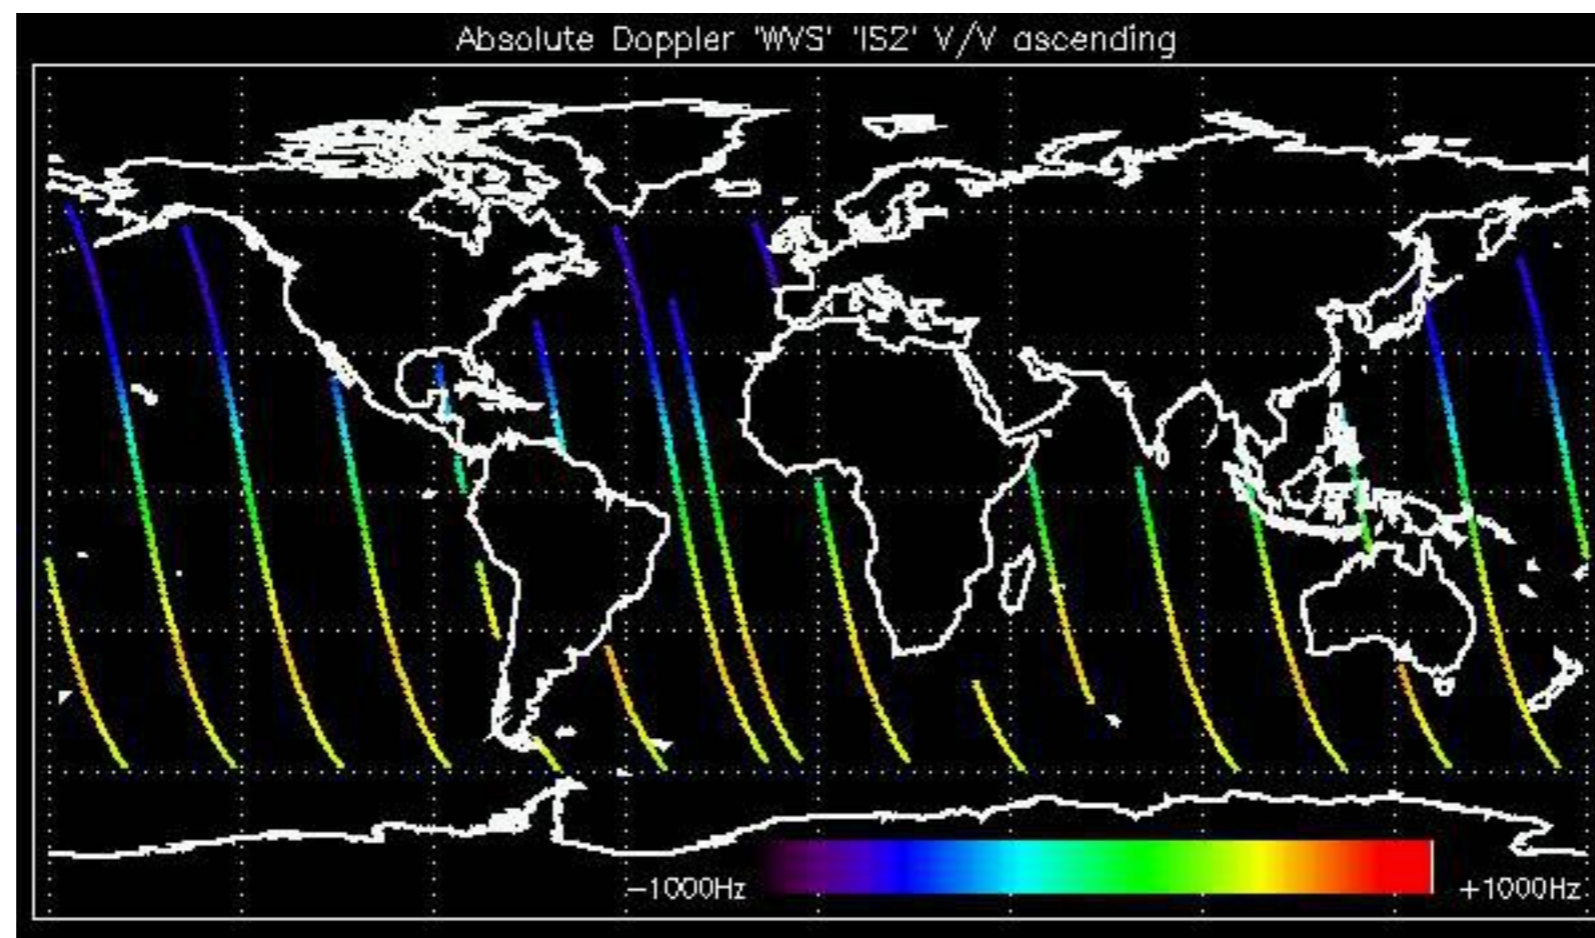 Absolute Doppler 'WVS' 'IS2' V/V ascending
-1000Hz +1000Hz